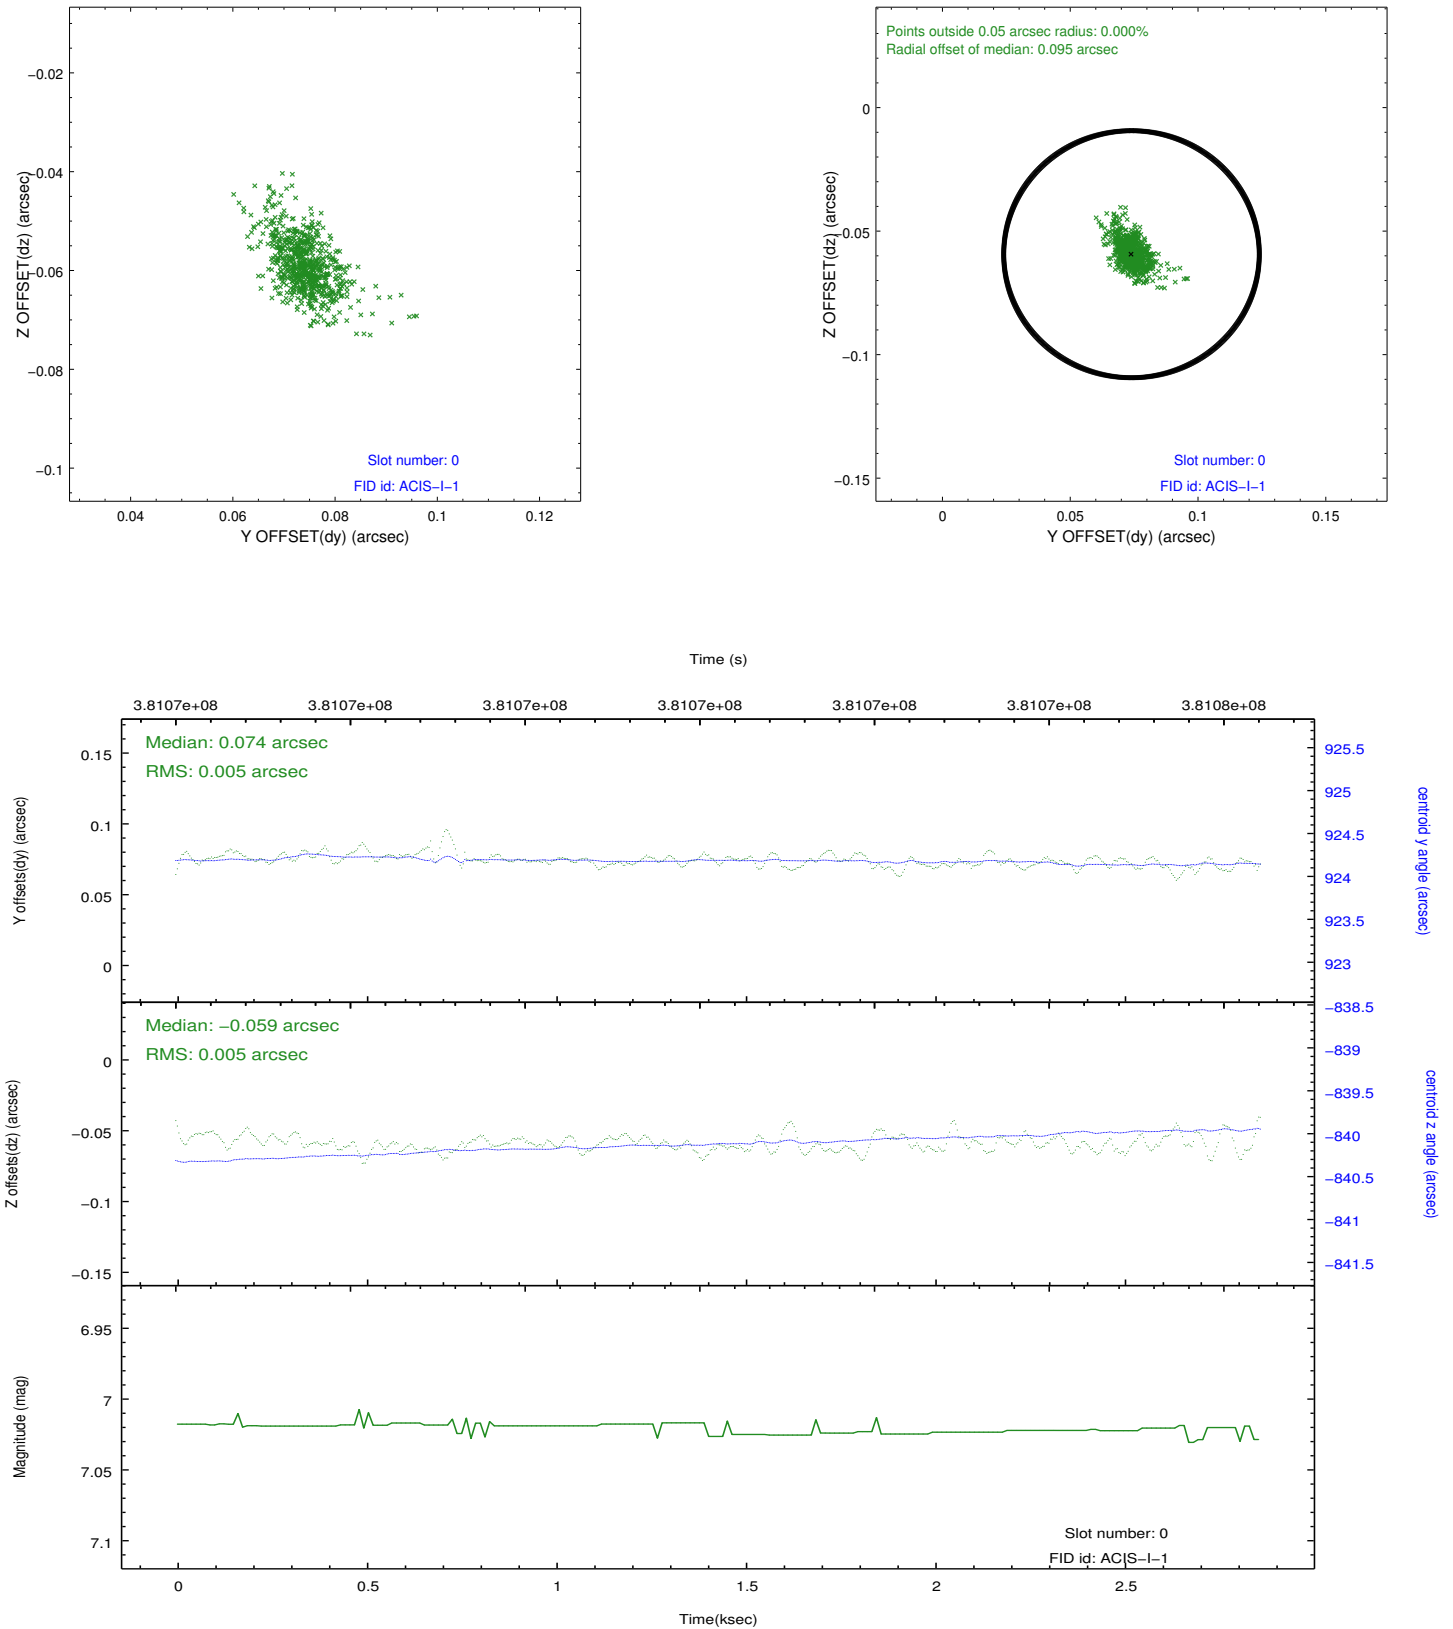 −0.02
−0.04
−0.06
−0.08
−0.1
Z OFFSET(dz) (arcsec)
Slot number: 0
FID id: ACIS−I−1
0.04 0.06 0.08 0.1 0.12
Y OFFSET(dy) (arcsec)
Points outside 0.05 arcsec radius: 0.000%
Radial offset of median: 0.095 arcsec
0
−0.05
−0.1
−0.15
Z OFFSET(dz) (arcsec)
Slot number: 0
FID id: ACIS−I−1
0 0.05 0.1 0.15
Y OFFSET(dy) (arcsec)
Time (s)
3.8107e+08 3.8107e+08 3.8107e+08 3.8107e+08 3.8107e+08 3.8107e+08 3.8108e+08
Median: 0.074 arcsec
RMS: 0.005 arcsec
0.15
0.1
0.05
0
Y offsets(dy) (arcsec)
925.5
925
924.5
924
923.5
923
centroid y angle (arcsec)
Median: −0.059 arcsec
RMS: 0.005 arcsec
0
−0.05
−0.1
−0.15
Z offsets(dz) (arcsec)
−838.5
−839
−839.5
−840
−840.5
−841
−841.5
centroid z angle (arcsec)
6.95
7
7.05
7.1
Magnitude (mag)
Slot number: 0
FID id: ACIS−I−1
0 0.5 1 1.5 2 2.5
Time(ksec)